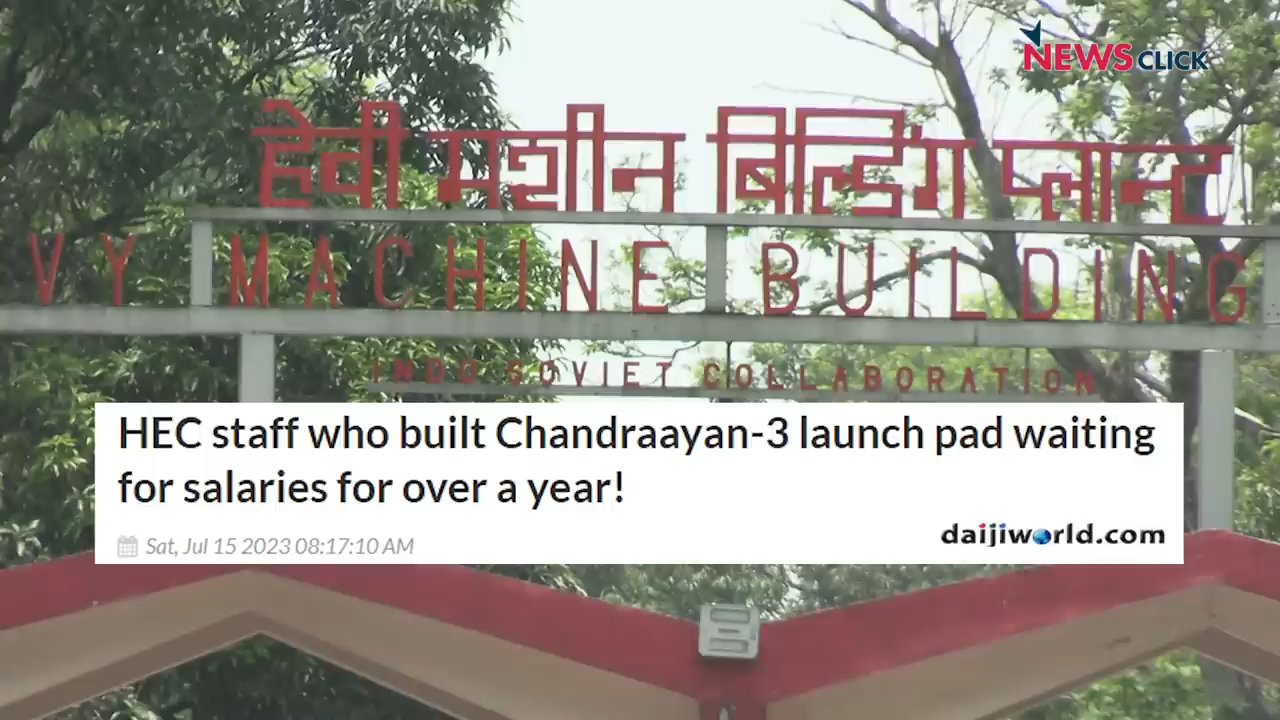 NEWSCLICK
हेवी मशीन बिल्डिंग प्लान्ट
VY MACHINE BUILDING
INDO SOVIET COLLABORATION
HEC staff who built Chandraayan-3 launch pad waiting
for salaries for over a year!
Sat, Jul 15 2023 08:17:10 AM
daijiworld.com